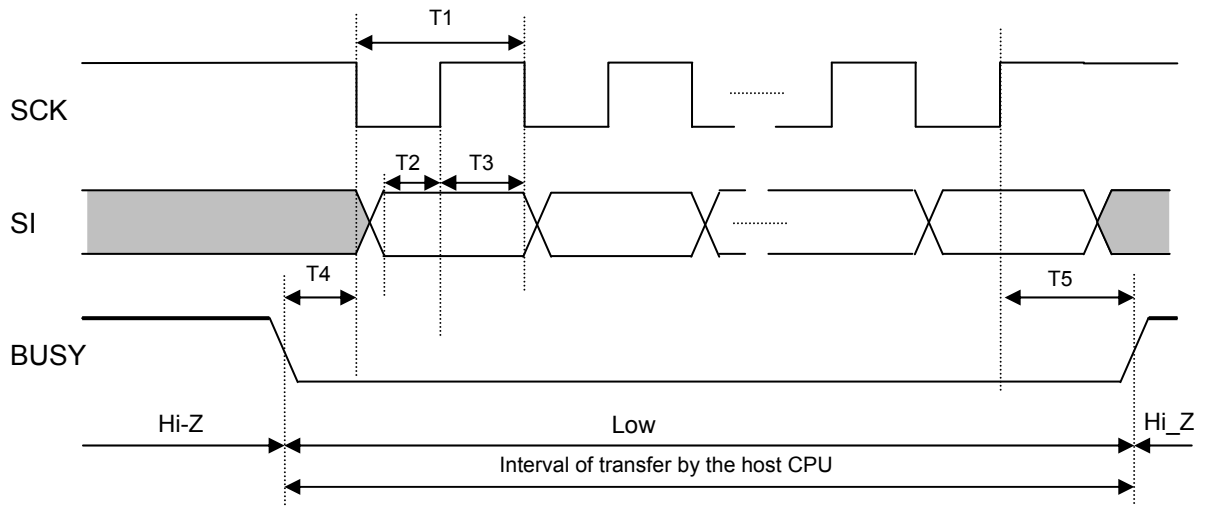 T1
SCK
T2
T3
SI
T4
T5
BUSY
Hi-Z
Low
Hi_Z
Interval of transfer by the host CPU